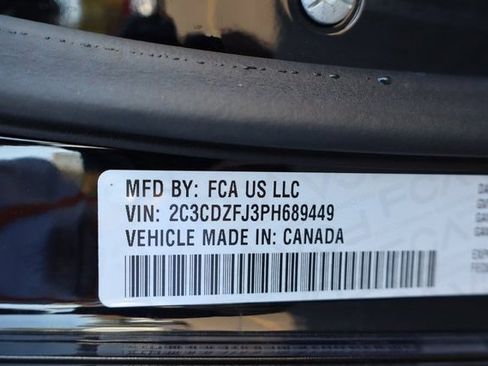 MFD BY: FCA US LLC
VIN: 2C3CDZFJ3PH689449
VEHICLE MADE IN: CANADA